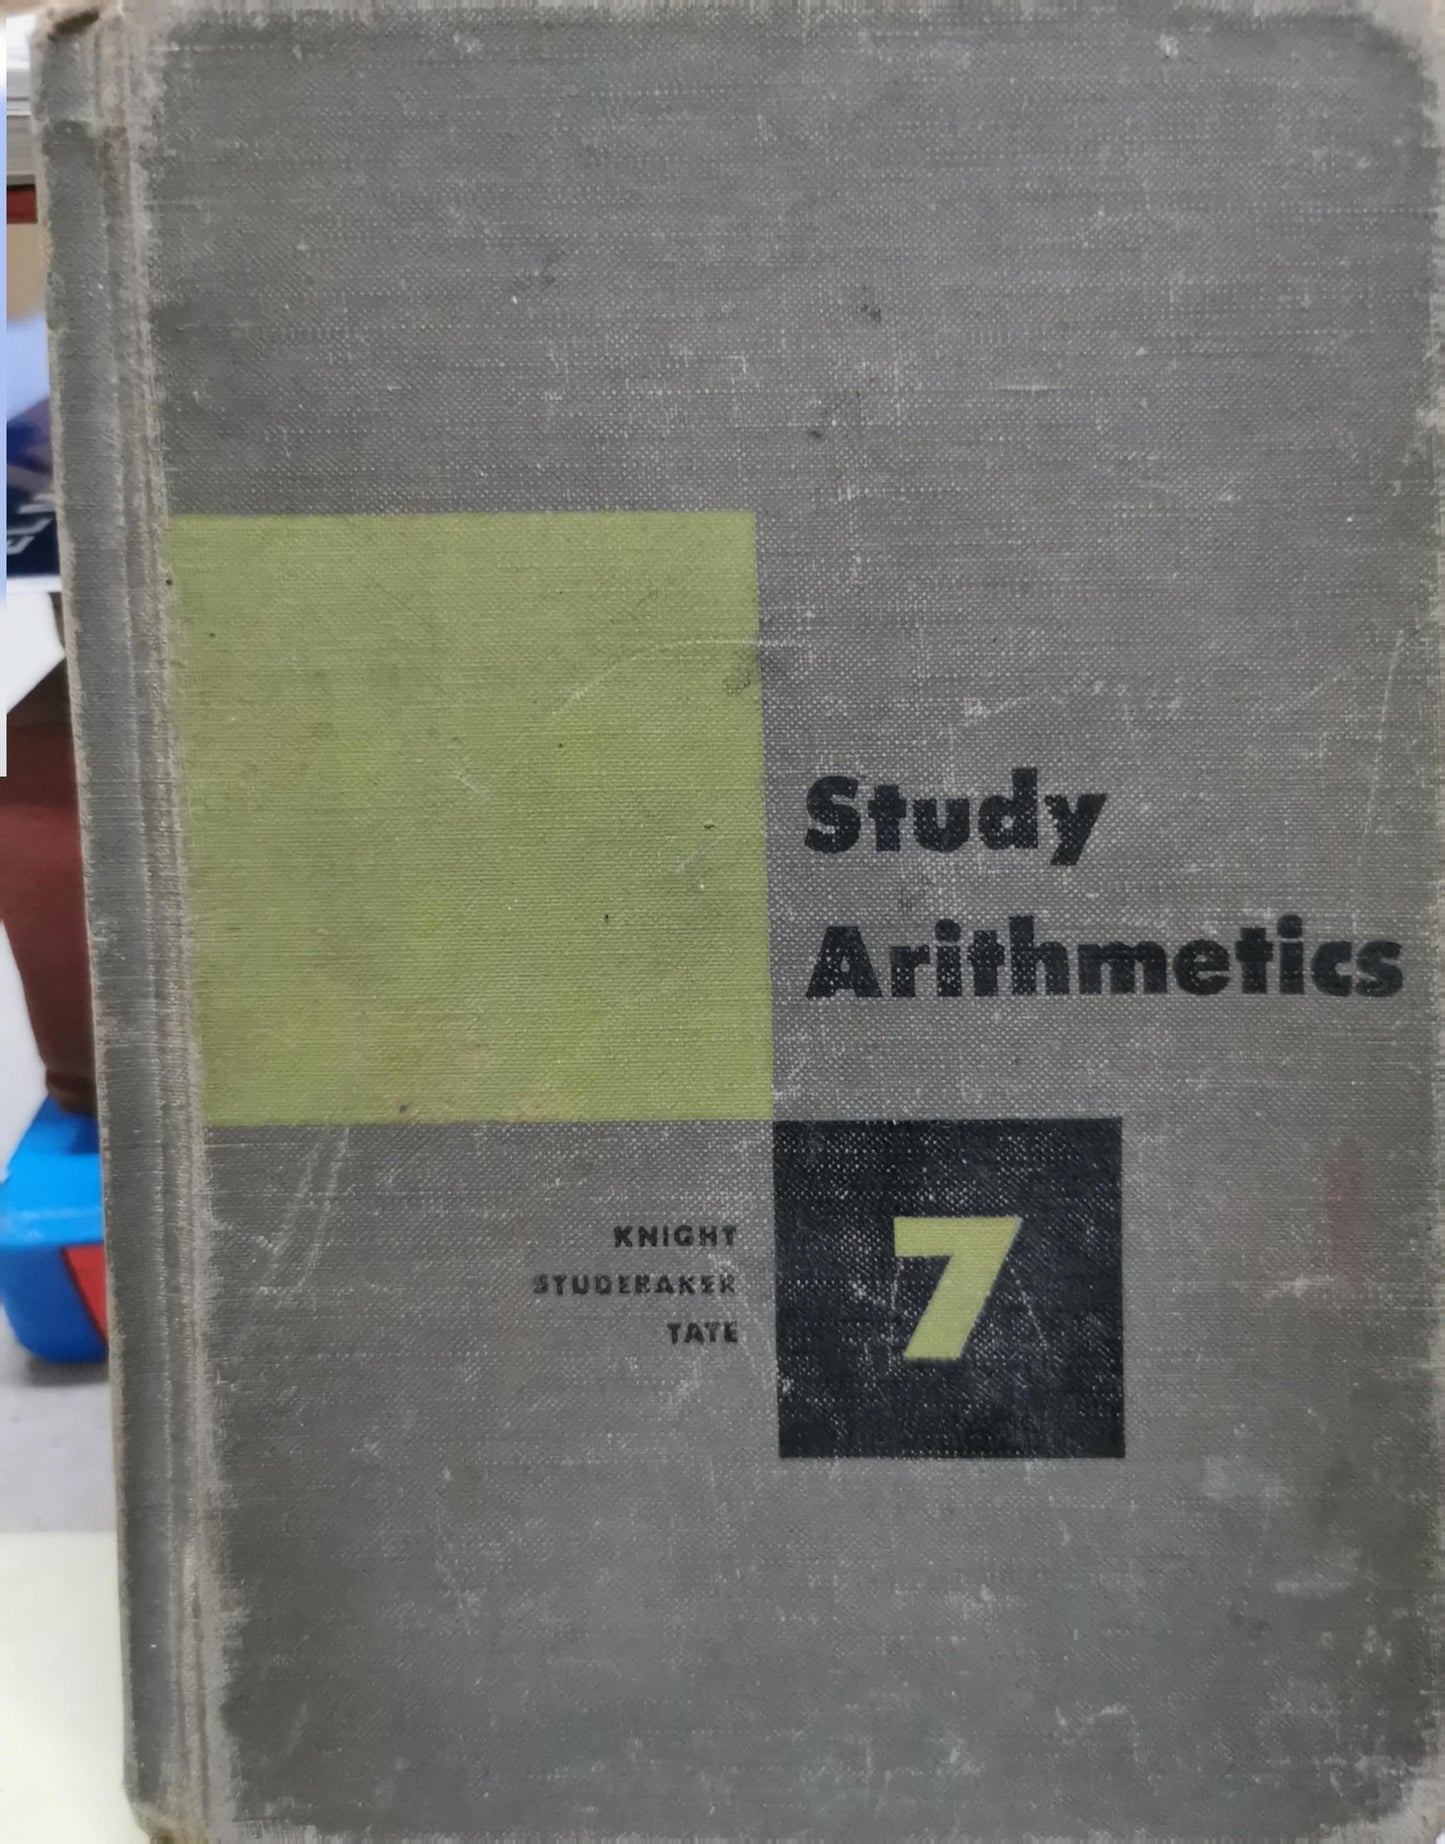 Study
Arithmetics
KNIGHT
STUDEBAKER
TATE
7